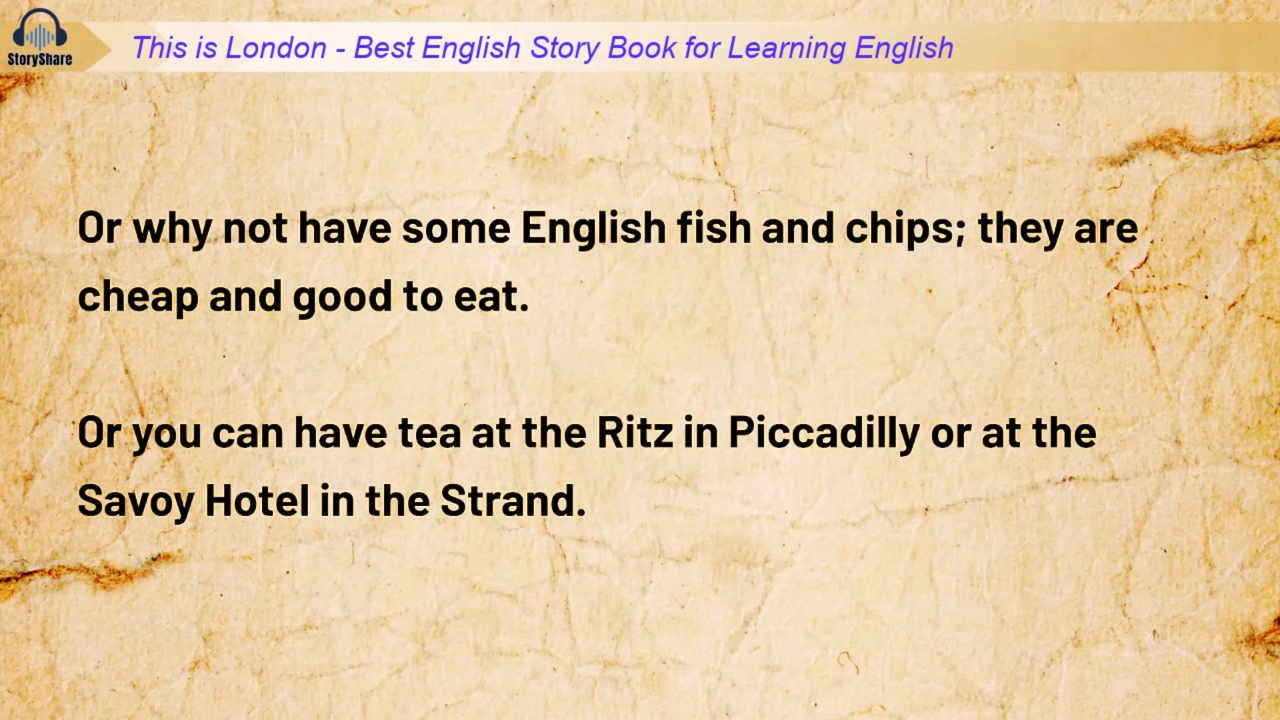 StoryShare
This is London - Best English Story Book for Learning English
Or why not have some English fish and chips; they are
cheap and good to eat.
Or you can have tea at the Ritz in Piccadilly or at the
Savoy Hotel in the Strand.